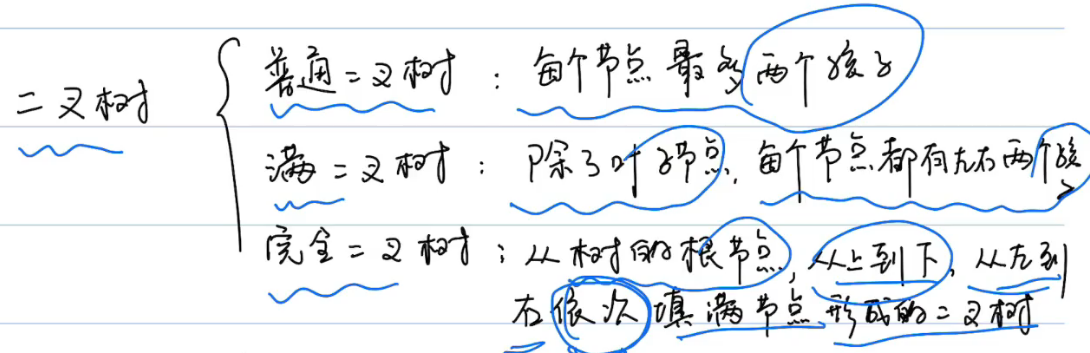 二叉树
普通二叉树：每个节点最多两个孩子
满二叉树：除了叶子节点，每个节点都有左右两个孩子
完全二叉树：从树的根节点，从上到下，从左到
右依次填满节点形成的二叉树